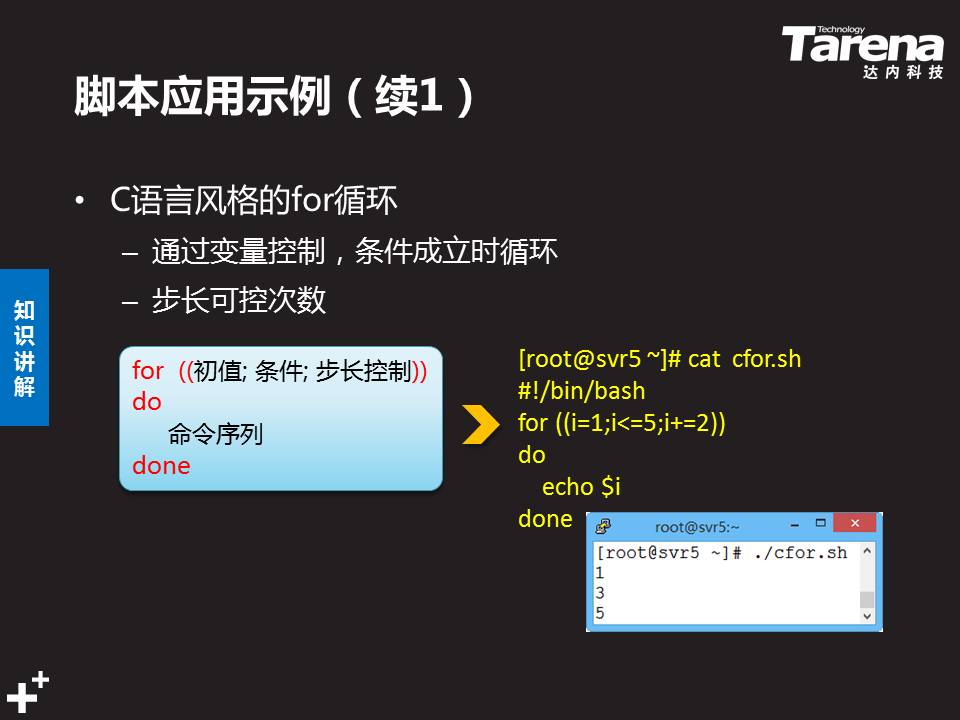 Technology
Tarena
达内科技
脚本应用示例（续1）
• C语言风格的for循环
– 通过变量控制，条件成立时循环
– 步长可控次数
知识讲解
for ((初值; 条件; 步长控制))
do
命令序列
done
[root@svr5 ~]# cat cfor.sh
#!/bin/bash
for ((i=1;i<=5;i+=2))
do
echo $i
done
root@svr5:~
[root@svr5 ~]# ./cfor.sh
1
3
5